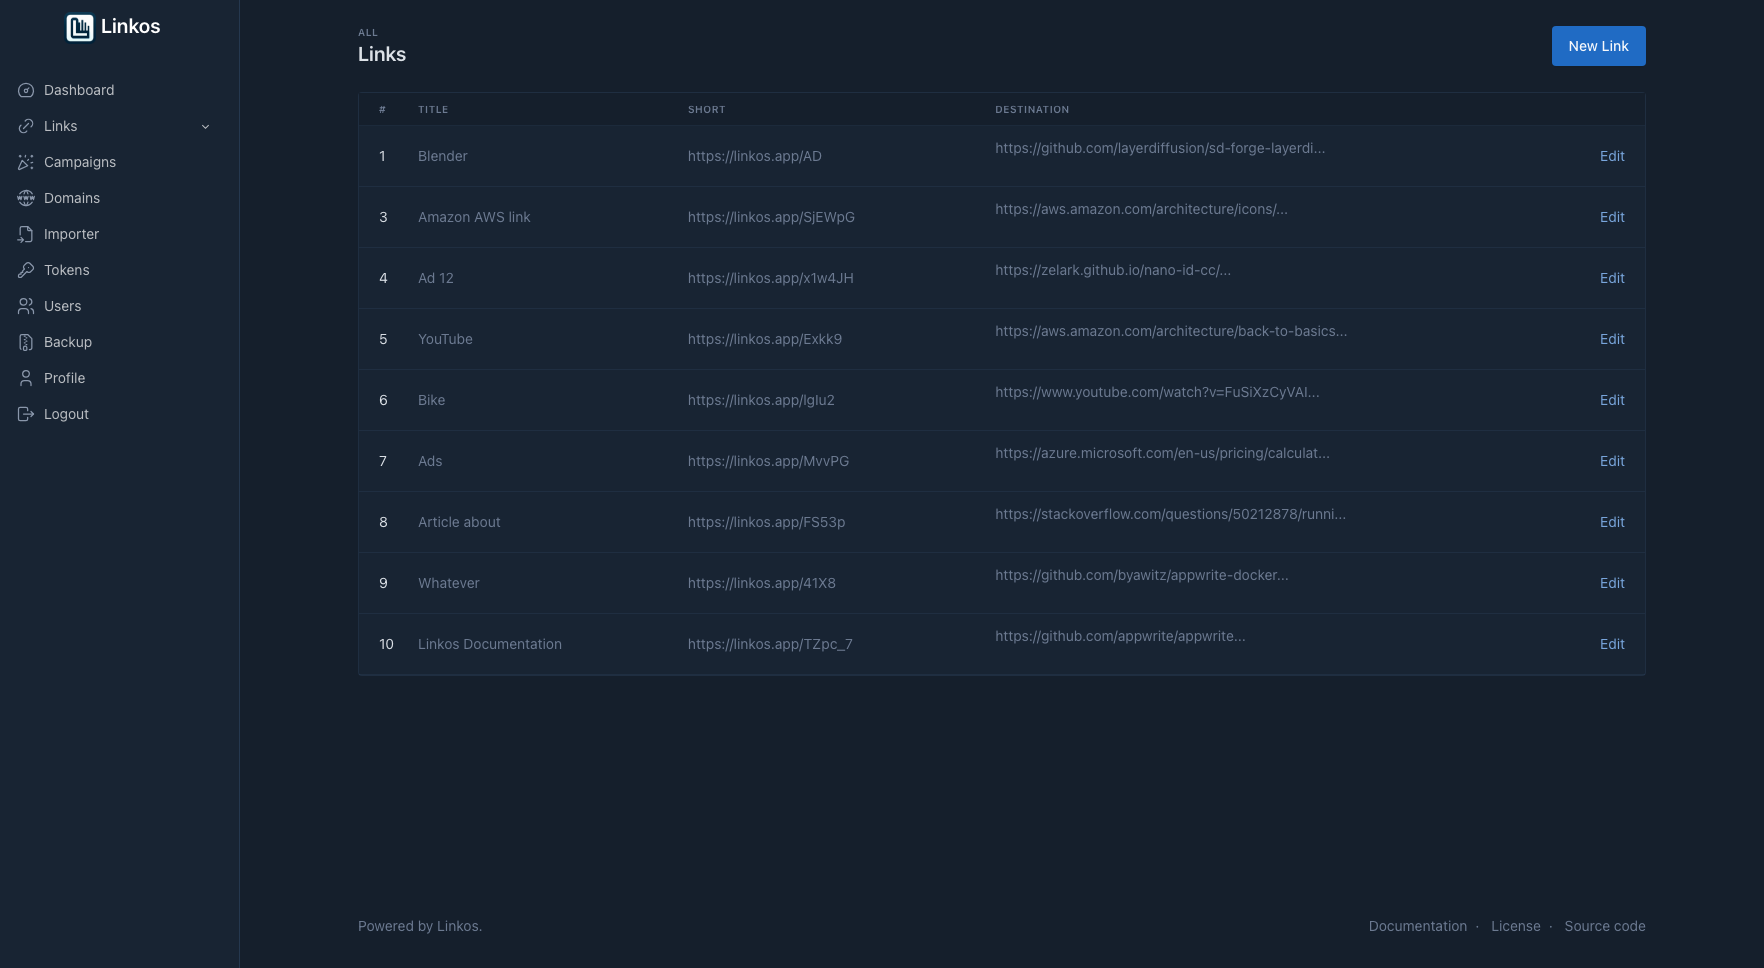 Linkos
Dashboard
Links
Campaigns
Domains
Importer
Tokens
Users
Backup
Profile
Logout
ALL
Links
New Link
# TITLE SHORT DESTINATION
1 Blender https://linkos.app/AD https://github.com/layerdiffusion/sd-forge-layerdi... Edit
3 Amazon AWS link https://linkos.app/SjEWpG https://aws.amazon.com/architecture/icons/... Edit
4 Ad 12 https://linkos.app/x1w4JH https://zelark.github.io/nano-id-cc/... Edit
5 YouTube https://linkos.app/Exkk9 https://aws.amazon.com/architecture/back-to-basics... Edit
6 Bike https://linkos.app/lglu2 https://www.youtube.com/watch?v=FuSiXzCyVAI... Edit
7 Ads https://linkos.app/MvvPG https://azure.microsoft.com/en-us/pricing/calculat... Edit
8 Article about https://linkos.app/FS53p https://stackoverflow.com/questions/50212878/runni... Edit
9 Whatever https://linkos.app/41X8 https://github.com/byawitz/appwrite-docker... Edit
10 Linkos Documentation https://linkos.app/TZpc_7 https://github.com/appwrite/appwrite... Edit
Powered by Linkos.
Documentation · License · Source code